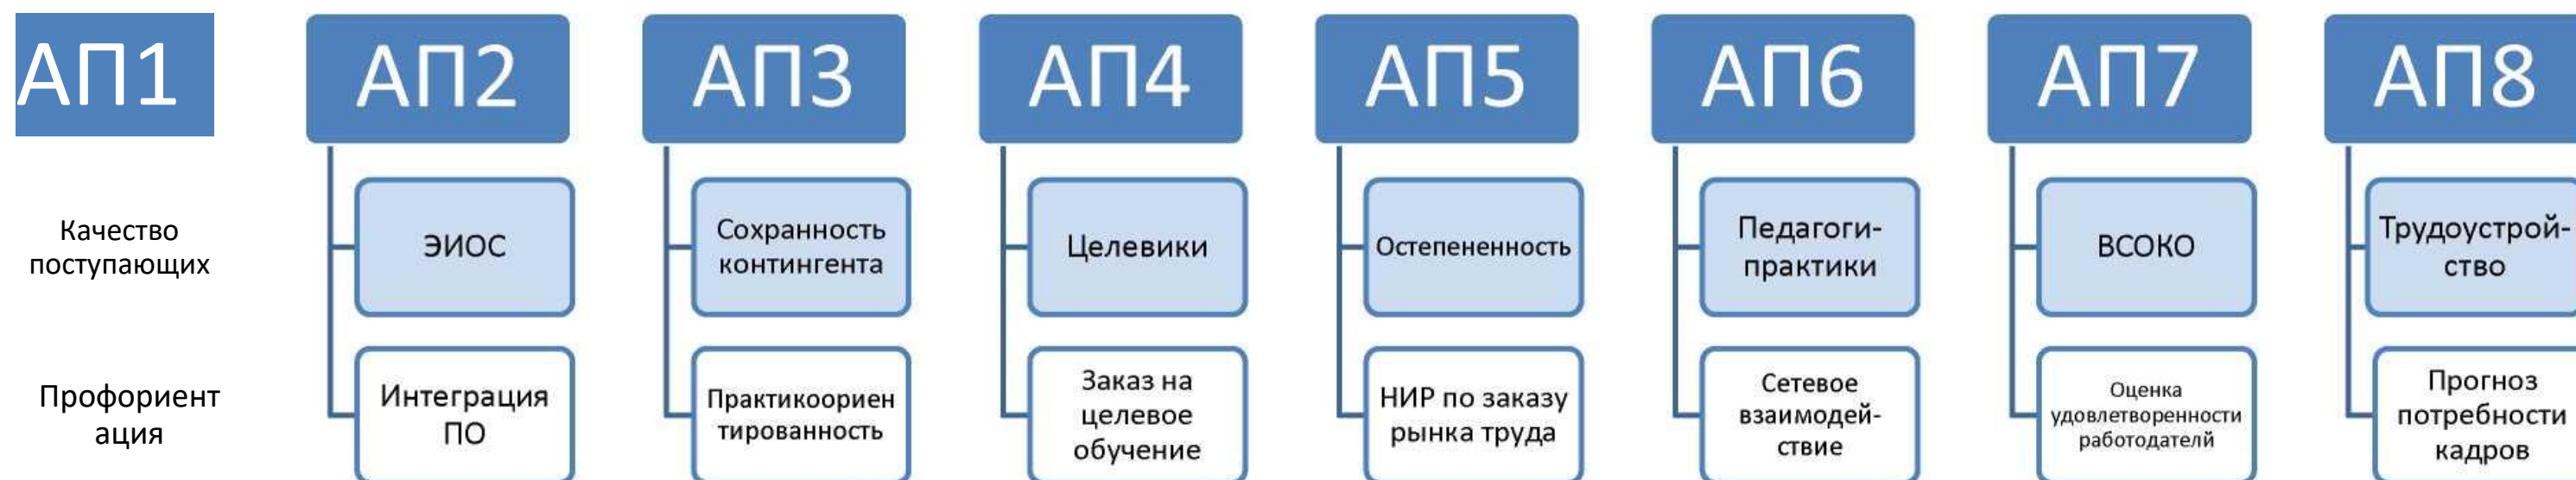 АП1
Качество
поступающих
Профориент
ация
АП2
ЭИОС
Интеграция
ПО
АП3
Сохранность
контингента
Практикоориен
тированность
АП4
Целевики
Заказ на
целевое
обучение
АП5
Остепененность
НИР по заказу
рынка труда
АП6
Педагоги-
практики
Сетевое
взаимодей-
ствие
АП7
ВСОКО
Оценка
удовлетворенности
работодателй
АП8
Трудоустрой-
ство
Прогноз
потребности
кадров